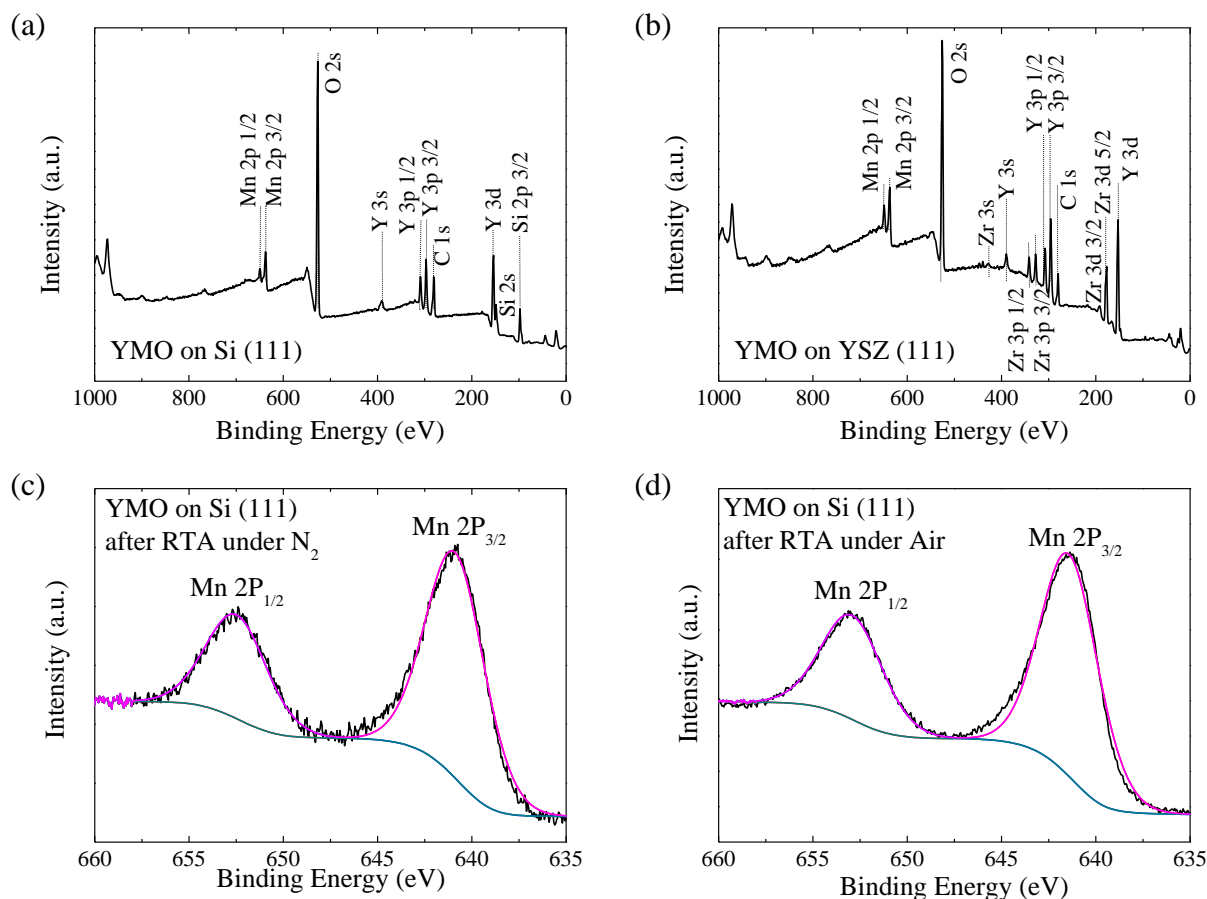 (a)
Intensity (a.u.)
Mn 2p 1/2
Mn 2p 3/2
O 2s
Y 3s
Y 3p 1/2
Y 3p 3/2
C 1s
Y 3d
Si 2s
Si 2p 3/2
YMO on Si (111)
1000 800 600 400 200 0
Binding Energy (eV)
(b)
Intensity (a.u.)
Mn 2p 1/2
Mn 2p 3/2
O 2s
Zr 3s
Y 3s
Zr 3p 1/2
Zr 3p 3/2
Y 3p 1/2
Y 3p 3/2
C 1s
Zr 3d 3/2
Zr 3d 5/2
Y 3d
YMO on YSZ (111)
1000 800 600 400 200 0
Binding Energy (eV)
(c)
Intensity (a.u.)
YMO on Si (111)
after RTA under N₂
Mn 2P₁/₂
Mn 2P₃/₂
660 655 650 645 640 635
Binding Energy (eV)
(d)
Intensity (a.u.)
YMO on Si (111)
after RTA under Air
Mn 2P₁/₂
Mn 2P₃/₂
660 655 650 645 640 635
Binding Energy (eV)